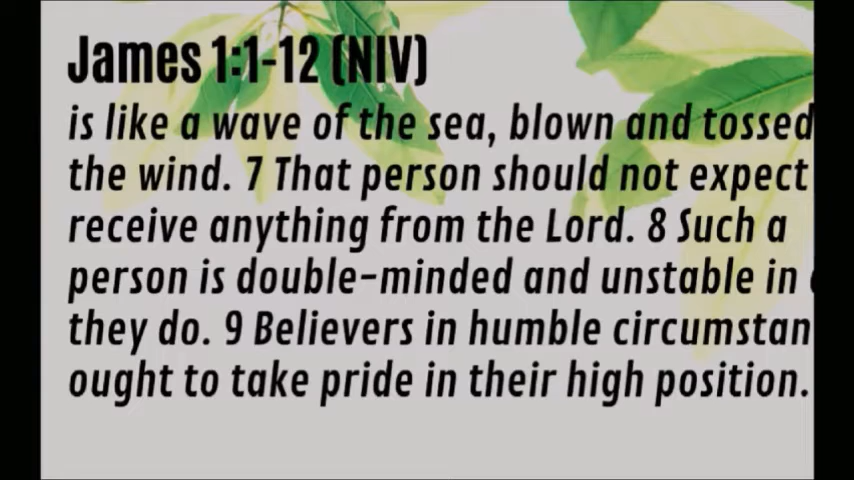 James 1:1-12 (NIV)
is like a wave of the sea, blown and tossed
the wind. 7 That person should not expect
receive anything from the Lord. 8 Such a
person is double-minded and unstable in
they do. 9 Believers in humble circumstan
ought to take pride in their high position.